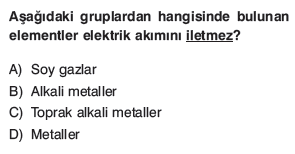 Aşağıdaki gruplardan hangisinde bulunan
elementler elektrik akımını iletmez?
A) Soy gazlar
B) Alkali metaller
C) Toprak alkali metaller
D) Metaller